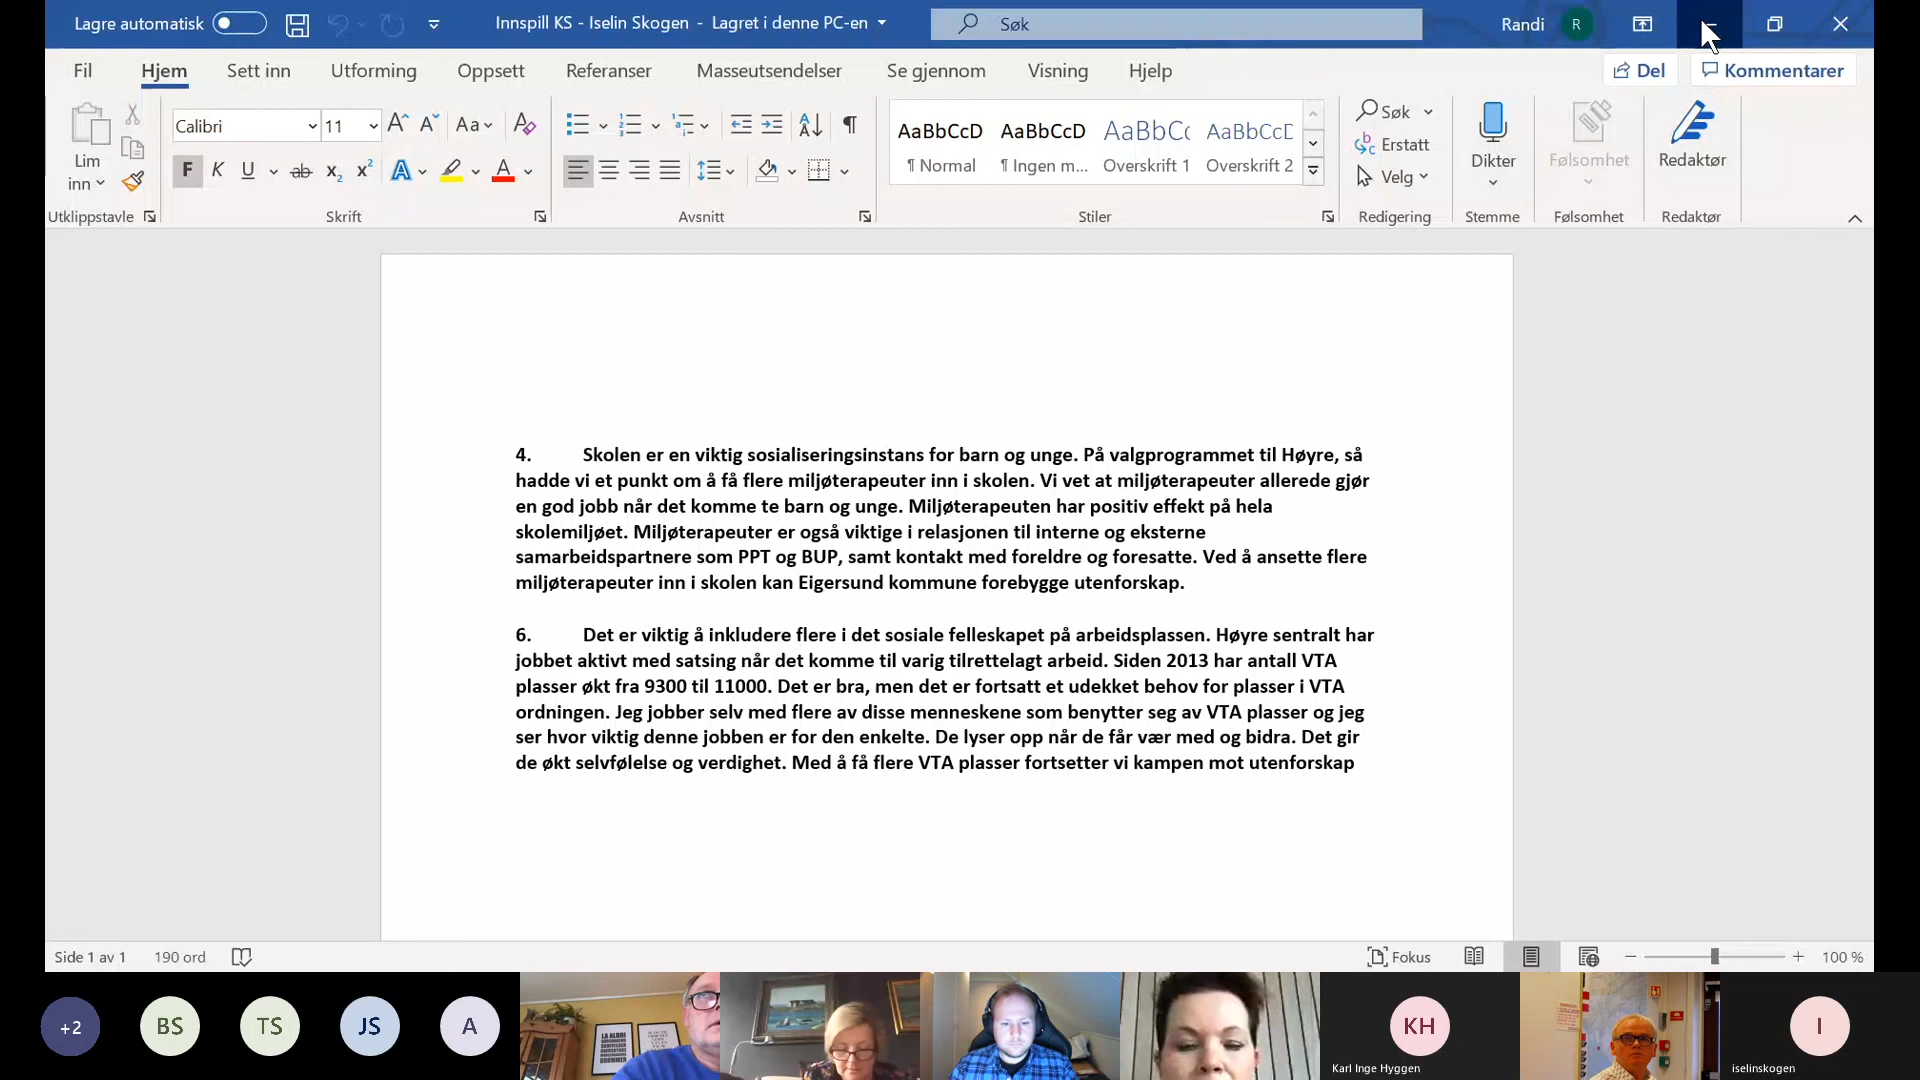 Lagre automatisk
Innspill KS - Iselin Skogen - Lagret i denne PC-en
Søk
Randi
R
Fil
Hjem
Sett inn
Utforming
Oppsett
Referanser
Masseutsendelser
Se gjennom
Visning
Hjelp
Del
Kommentarer
Lim inn
Calibri
11
Aa
F K U ab x₂ x² A A
¶
AaBbCcD
¶ Normal
AaBbCcD
¶ Ingen m...
AaBbCc
Overskrift 1
AaBbCcD
Overskrift 2
Søk
Erstatt
Velg
Dikter
Følsomhet
Redaktør
Utklippstavle
Skrift
Avsnitt
Stiler
Redigering
Stemme
Følsomhet
Redaktør
4. Skolen er en viktig sosialiseringsinstans for barn og unge. På valgprogrammet til Høyre, så
hadde vi et punkt om å få flere miljøterapeuter inn i skolen. Vi vet at miljøterapeuter allerede gjør
en god jobb når det komme te barn og unge. Miljøterapeuten har positiv effekt på hela
skolemiljøet. Miljøterapeuter er også viktige i relasjonen til interne og eksterne
samarbeidspartnere som PPT og BUP, samt kontakt med foreldre og foresatte. Ved å ansette flere
miljøterapeuter inn i skolen kan Eigersund kommune forebygge utenforskap.
6. Det er viktig å inkludere flere i det sosiale felleskapet på arbeidsplassen. Høyre sentralt har
jobbet aktivt med satsing når det komme til varig tilrettelagt arbeid. Siden 2013 har antall VTA
plasser økt fra 9300 til 11000. Det er bra, men det er fortsatt et udekket behov for plasser i VTA
ordningen. Jeg jobber selv med flere av disse menneskene som benytter seg av VTA plasser og jeg
ser hvor viktig denne jobben er for den enkelte. De lyser opp når de får vær med og bidra. Det gir
de økt selvfølelse og verdighet. Med å få flere VTA plasser fortsetter vi kampen mot utenforskap
Side 1 av 1
190 ord
Fokus
100 %
+2
BS
TS
JS
A
KH
Karl Inge Hyggen
I
iselinskogen